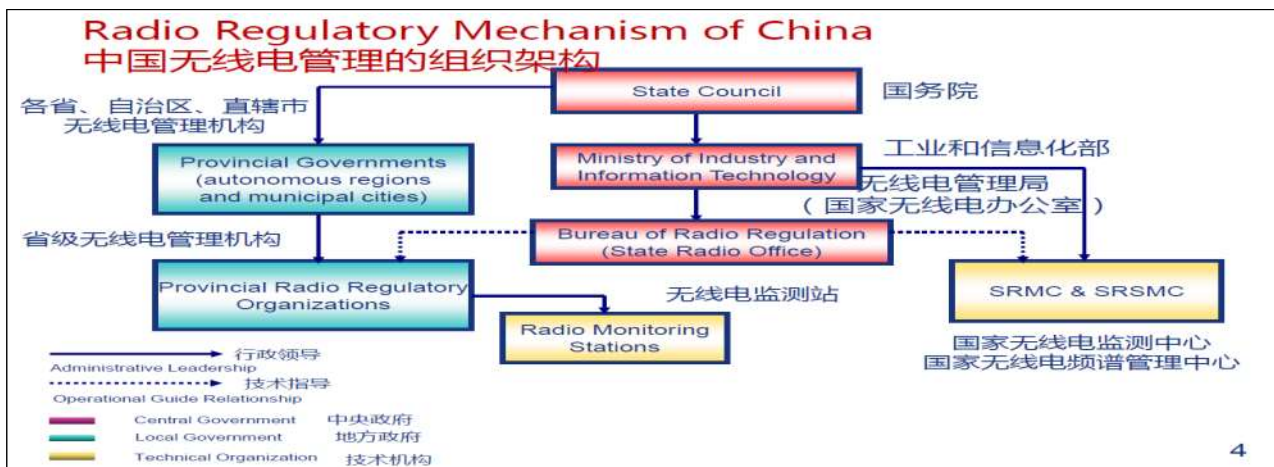 Radio Regulatory Mechanism of China
中国无线电管理的组织架构
State Council
国务院
各省、自治区、直辖市
无线电管理机构
Provincial Governments
(autonomous regions
and municipal cities)
Ministry of Industry and
Information Technology
工业和信息化部
无线电管理局
（国家无线电办公室）
省级无线电管理机构
Bureau of Radio Regulation
(State Radio Office)
Provincial Radio Regulatory
Organizations
无线电监测站
Radio Monitoring
Stations
SRMC & SRSMC
国家无线电监测中心
国家无线电频谱管理中心
行政领导
Administrative Leadership
技术指导
Operational Guide Relationship
Central Government 中央政府
Local Government 地方政府
Technical Organization 技术机构
4